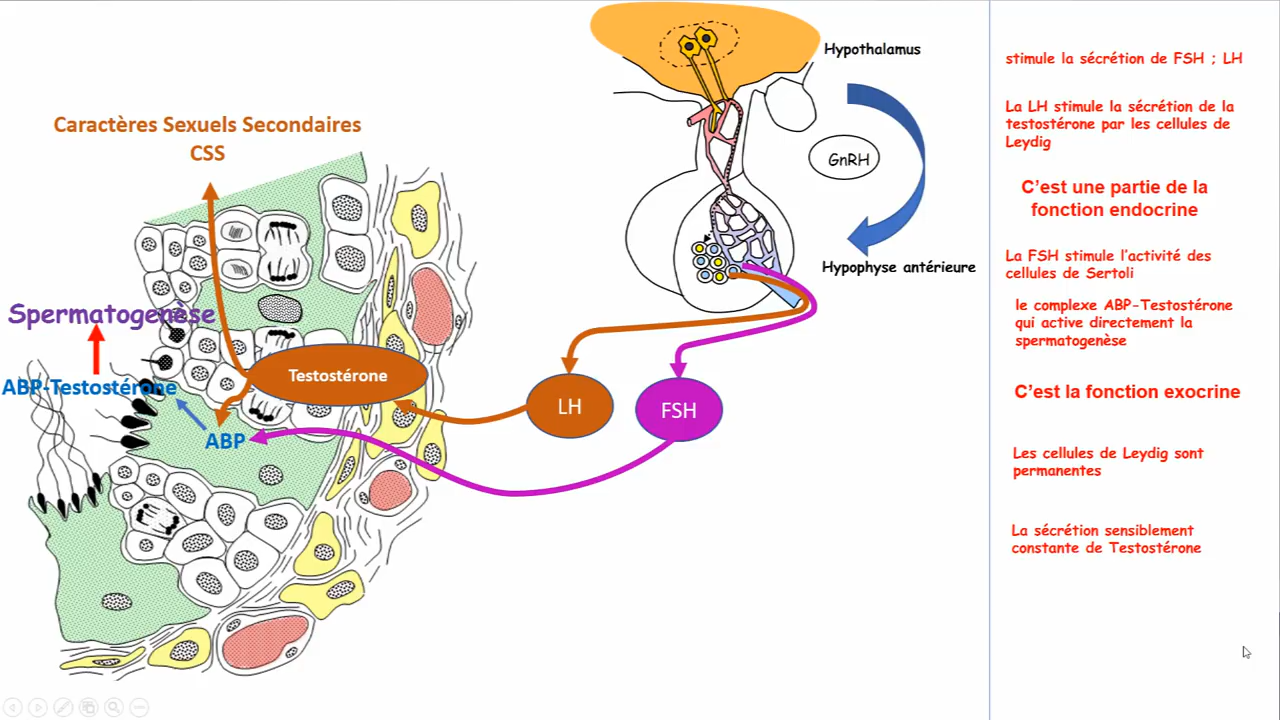 Hypothalamus
GnRH
Hypophyse antérieure
Caractères Sexuels Secondaires
CSS
Spermatogenèse
ABP-Testostérone
ABP
Testostérone
LH
FSH
stimule la sécrétion de FSH ; LH
La LH stimule la sécrétion de la
testostérone par les cellules de
Leydig
C’est une partie de la
fonction endocrine
La FSH stimule l’activité des
cellules de Sertoli
le complexe ABP-Testostérone
qui active directement la
spermatogenèse
C’est la fonction exocrine
Les cellules de Leydig sont
permanentes
La sécrétion sensiblement
constante de Testostérone